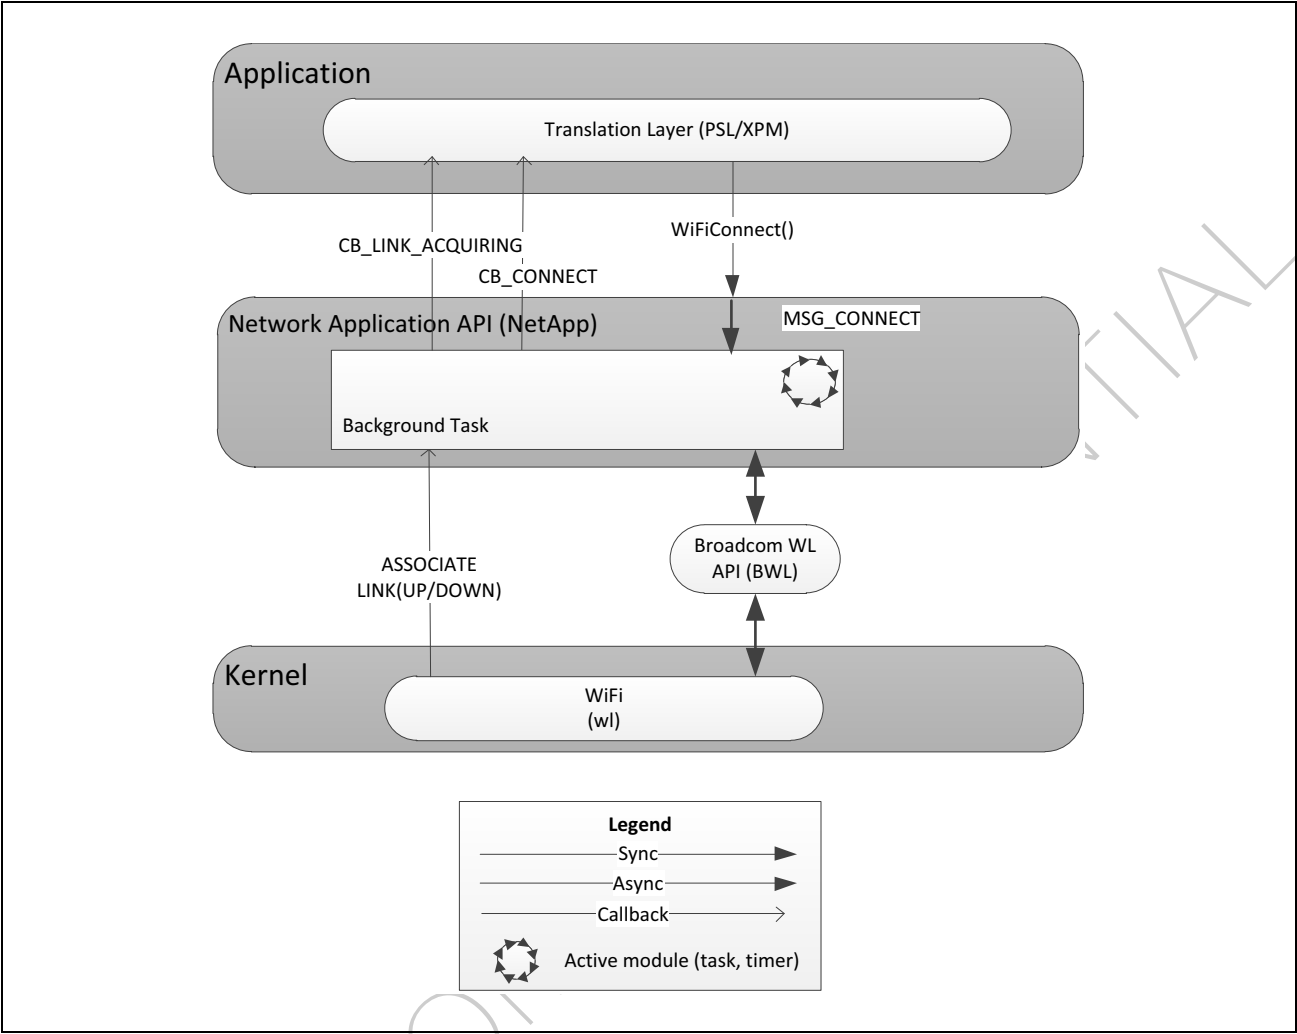 Application
Translation Layer (PSL/XPM)
WiFiConnect()
CB_LINK_ACQUIRING
CB_CONNECT
Network Application API (NetApp)
MSG_CONNECT
Background Task
Broadcom WL
API (BWL)
ASSOCIATE
LINK(UP/DOWN)
Kernel
WiFi
(wl)
Legend
Sync
Async
Callback
Active module (task, timer)